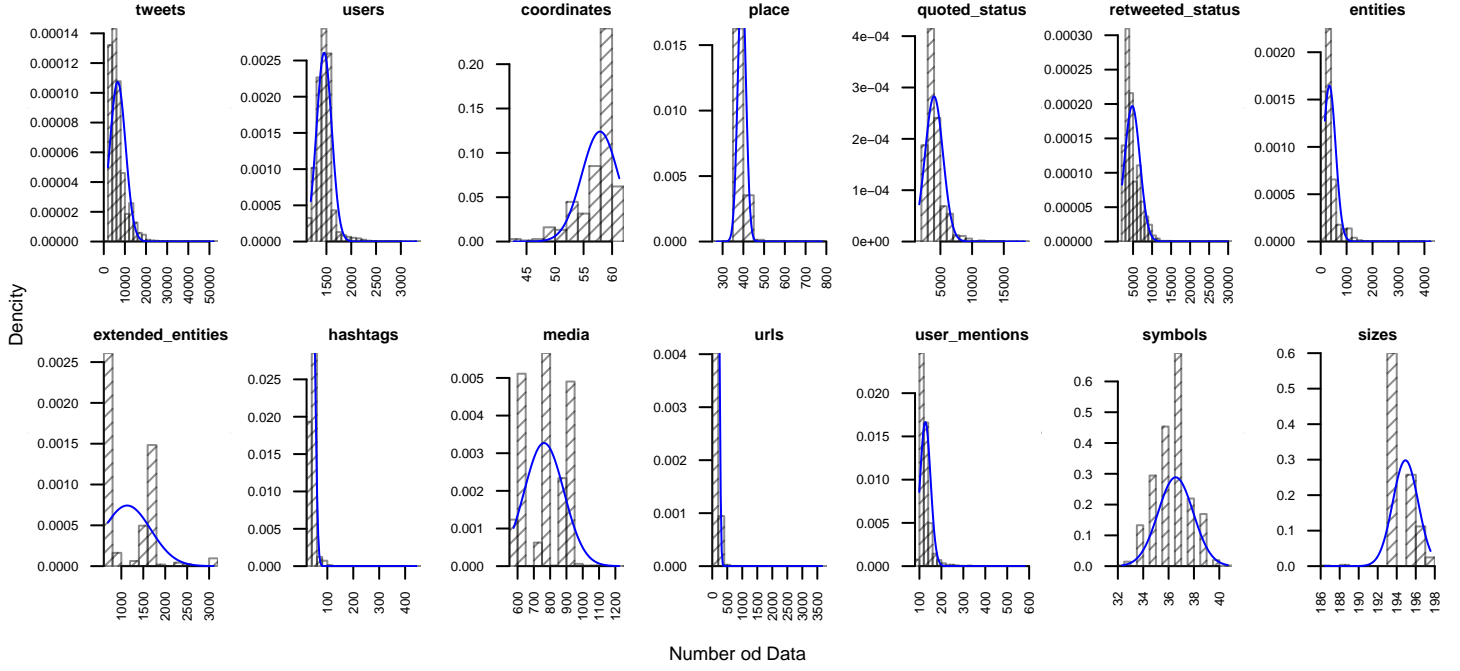 tweets users coordinates place quoted_status retweeted_status entities
0.00014 0.00012 0.00010 0.00008 0.00006 0.00004 0.00002 0.00000
0 10000 20000 30000 40000 50000
0.0025 0.0020 0.0015 0.0010 0.0005 0.0000
1500 2000 2500 3000
0.20 0.15 0.10 0.05 0.00
45 50 55 60
0.015 0.010 0.005 0.000
300 400 500 600 700 800
4e−04 3e−04 2e−04 1e−04 0e+00
5000 10000 15000
0.00030 0.00025 0.00020 0.00015 0.00010 0.00005 0.00000
5000 10000 15000 20000 25000 30000
0.0020 0.0015 0.0010 0.0005 0.0000
0 1000 2000 3000 4000
Dencity
extended_entities hashtags media urls user_mentions symbols sizes
0.0025 0.0020 0.0015 0.0010 0.0005 0.0000
1000 1500 2000 2500 3000
0.025 0.020 0.015 0.010 0.005 0.000
100 200 300 400
0.005 0.004 0.003 0.002 0.001 0.000
600 700 800 900 1000 1100 1200
0.004 0.003 0.002 0.001 0.000
0 500 1000 1500 2000 2500 3000 3500
0.020 0.015 0.010 0.005 0.000
100 200 300 400 500 600
0.6 0.5 0.4 0.3 0.2 0.1 0.0
32 34 36 38 40
0.6 0.5 0.4 0.3 0.2 0.1 0.0
186 188 190 192 194 196 198
Number od Data